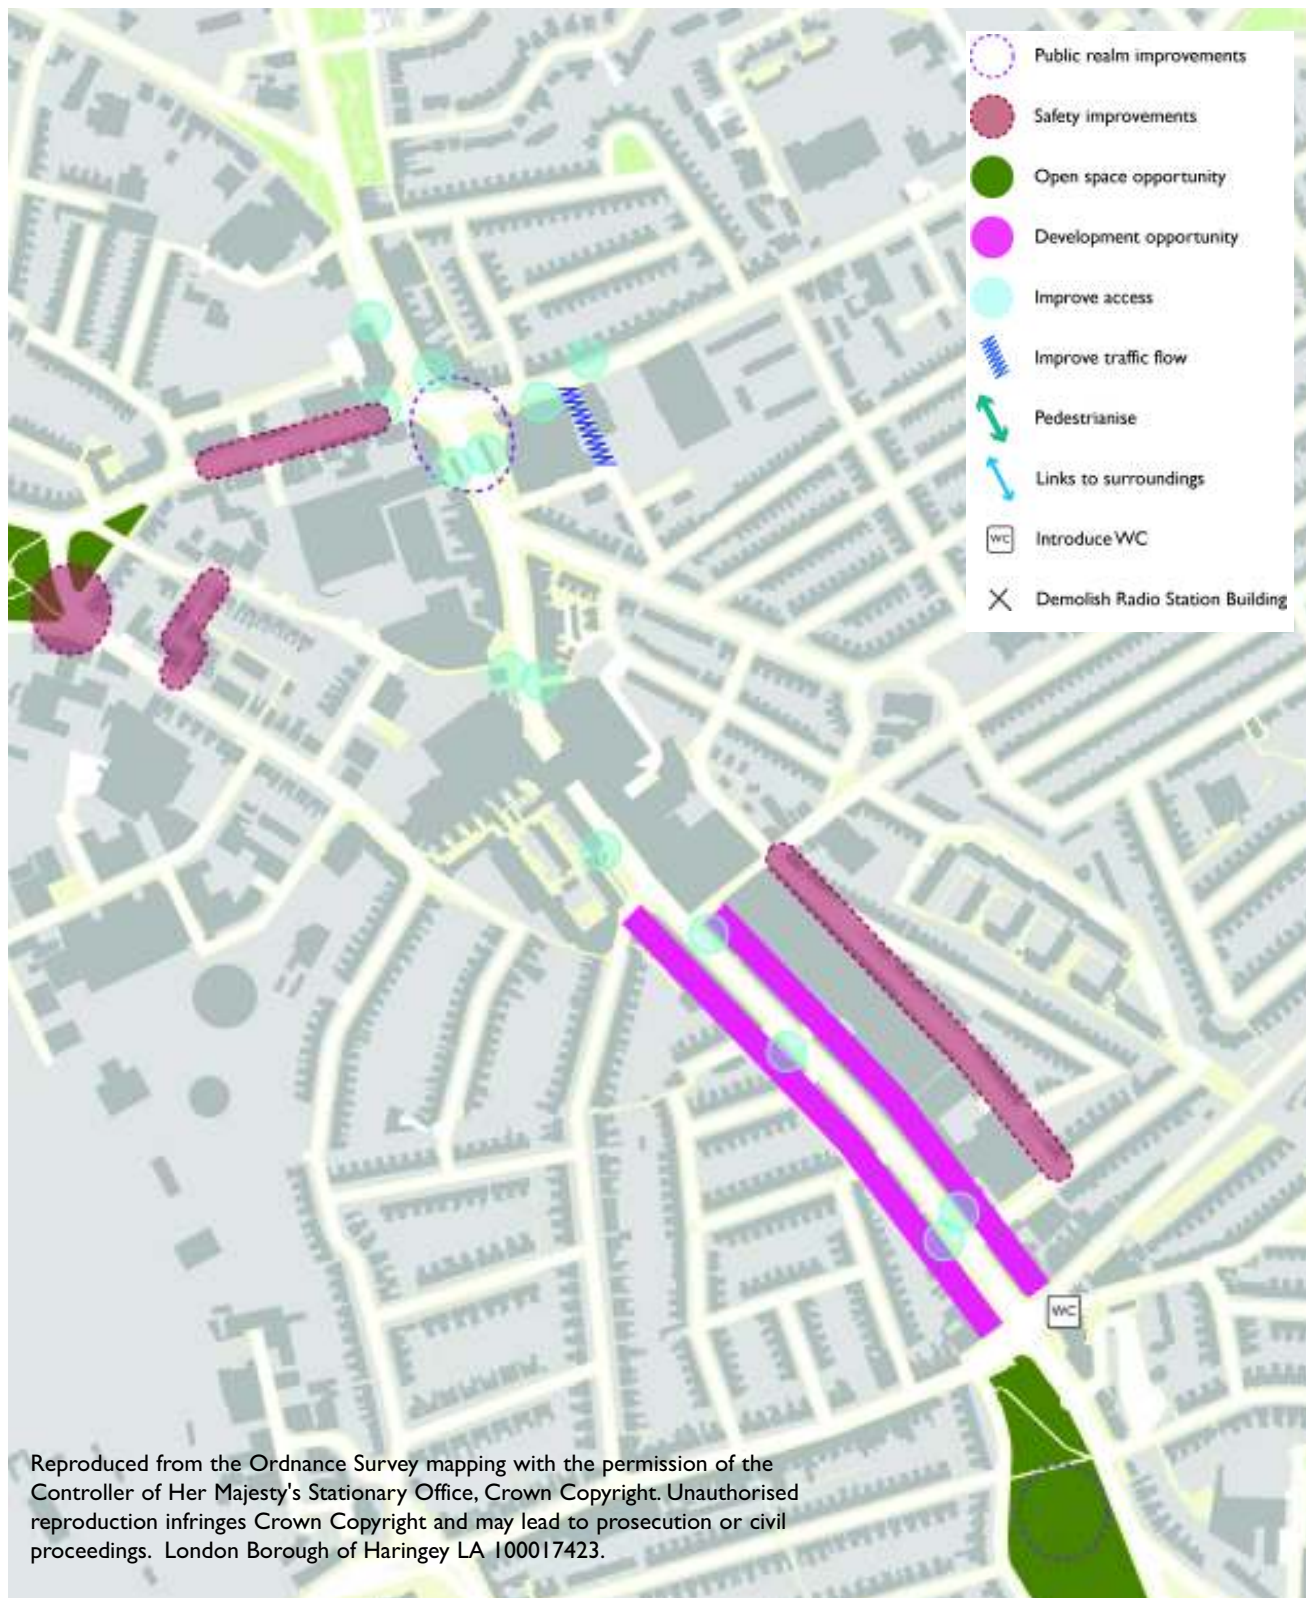 Public realm improvements
Safety improvements
Open space opportunity
Development opportunity
Improve access
Improve traffic flow
Pedestrianise
Links to surroundings
WC Introduce WC
Demolish Radio Station Building
WC
Reproduced from the Ordnance Survey mapping with the permission of the
Controller of Her Majesty's Stationary Office, Crown Copyright. Unauthorised
reproduction infringes Crown Copyright and may lead to prosecution or civil
proceedings. London Borough of Haringey LA 100017423.